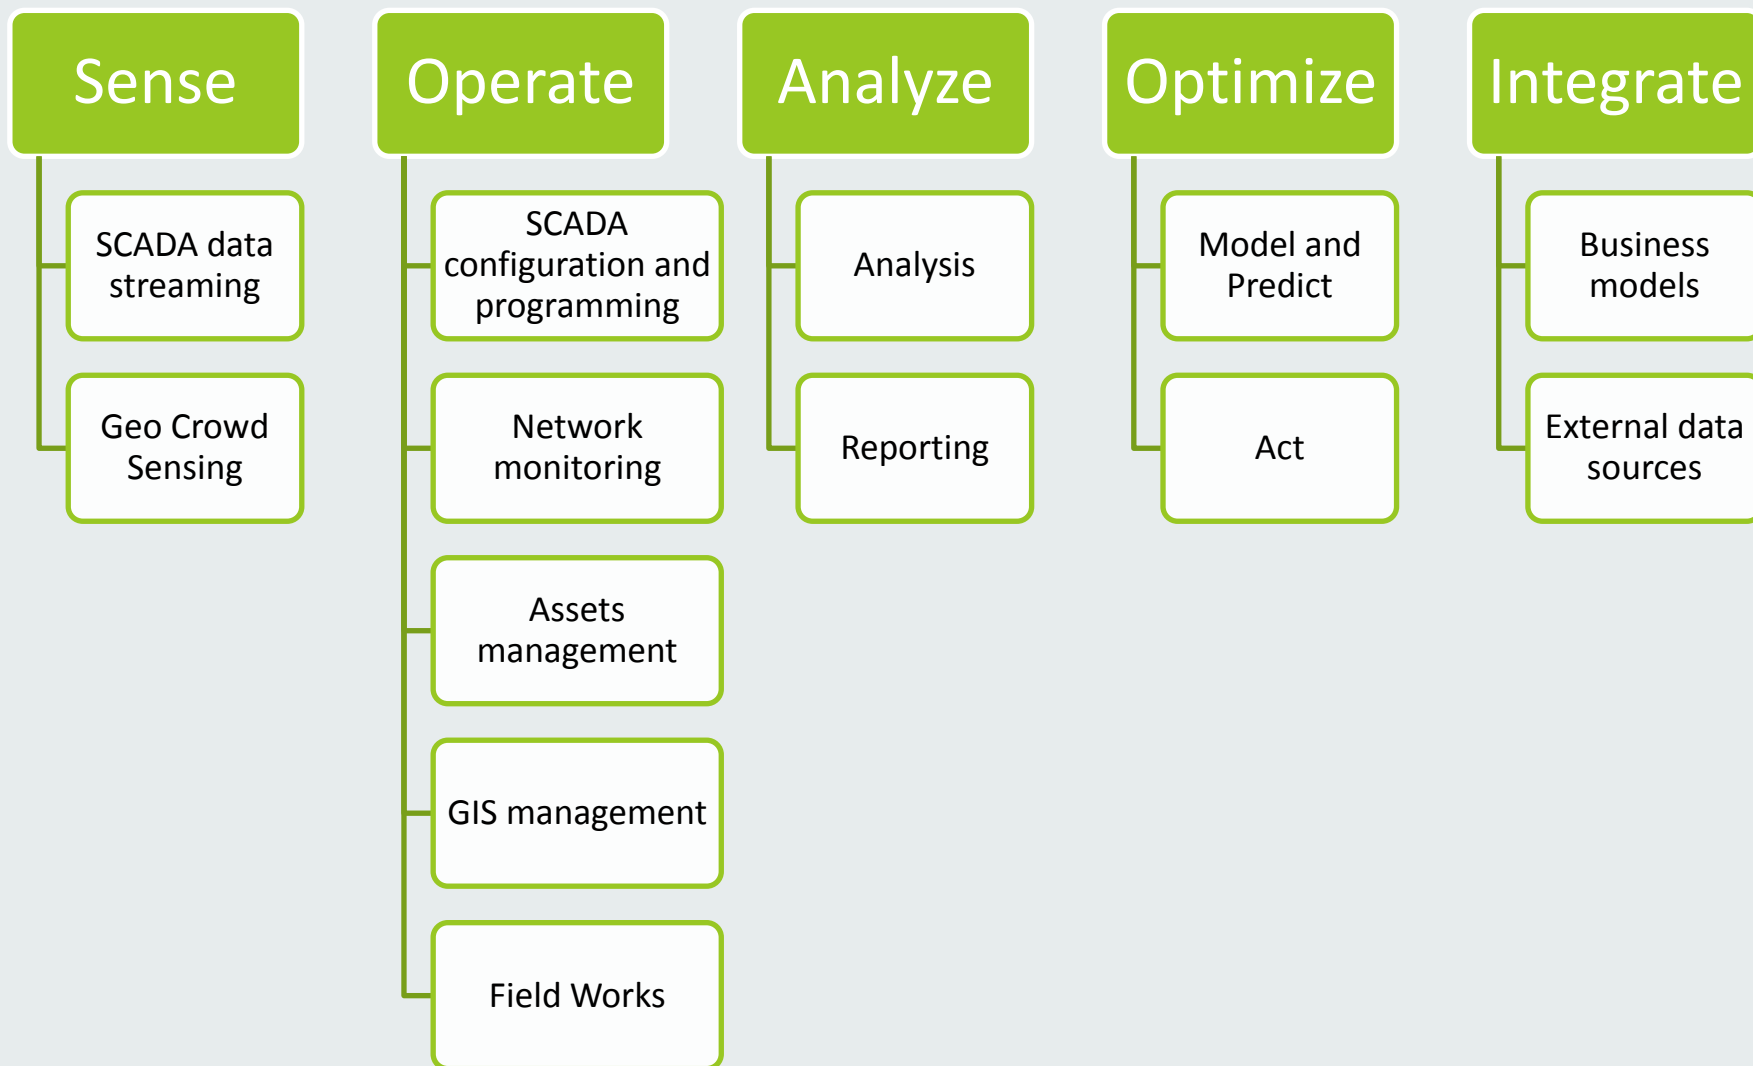 Sense
SCADA data
streaming
Geo Crowd
Sensing
Operate
SCADA
configuration and
programming
Network
monitoring
Assets
management
GIS management
Field Works
Analyze
Analysis
Reporting
Optimize
Model and
Predict
Act
Integrate
Business
models
External data
sources